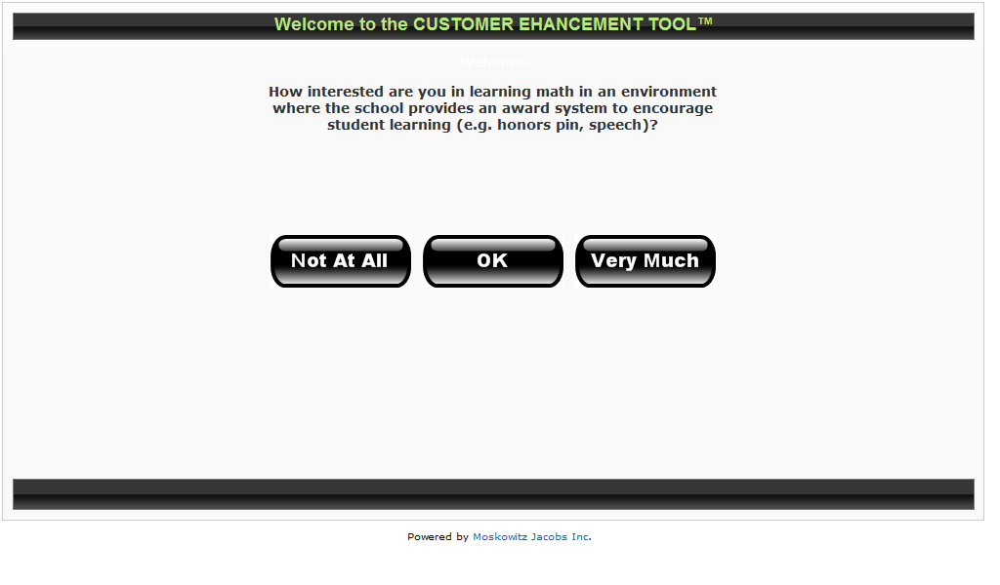 Welcome to the CUSTOMER EHANCEMENT TOOL™
Welcome
How interested are you in learning math in an environment
where the school provides an award system to encourage
student learning (e.g. honors pin, speech)?
Not At All
OK
Very Much
Powered by Moskowitz Jacobs Inc.